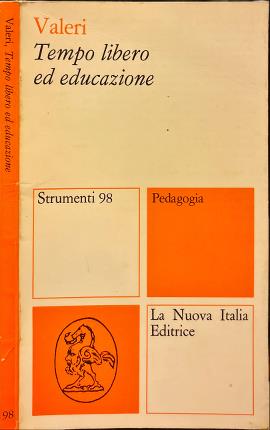 Valeri, Tempo libero ed educazione
98
Valeri
Tempo libero
ed educazione
Strumenti 98
Pedagogia
La Nuova Italia
Editrice